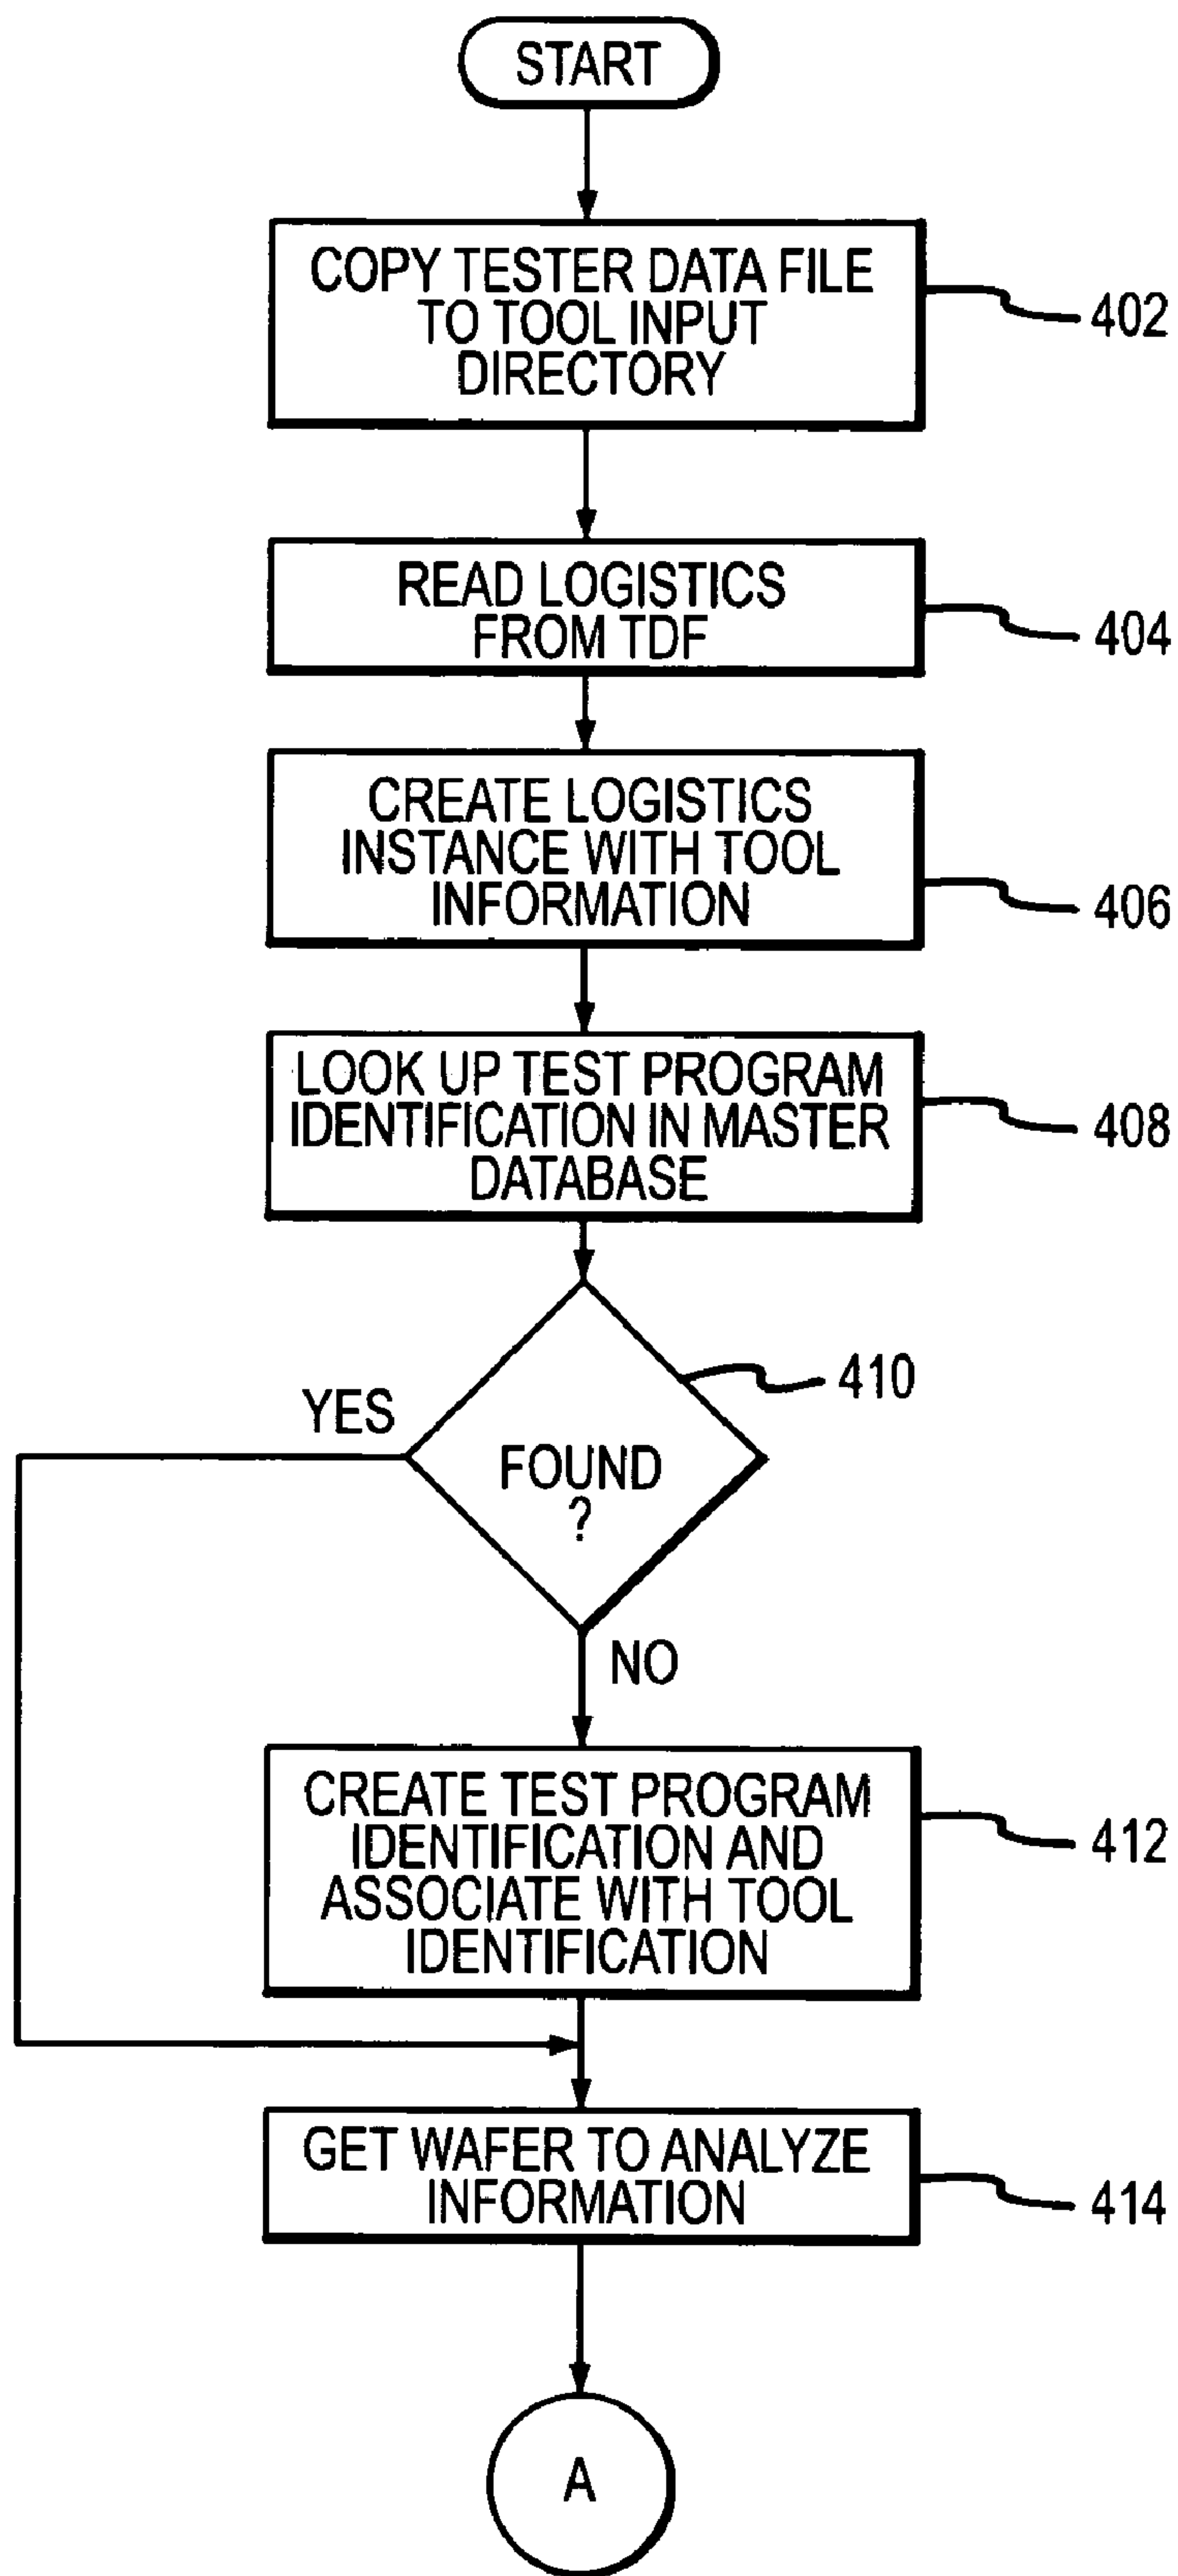 START
COPY TESTER DATA FILE
TO TOOL INPUT
DIRECTORY
402
READ LOGISTICS
FROM TDF
404
CREATE LOGISTICS
INSTANCE WITH TOOL
INFORMATION
406
LOOK UP TEST PROGRAM
IDENTIFICATION IN MASTER
DATABASE
408
410
YES
FOUND
?
NO
CREATE TEST PROGRAM
IDENTIFICATION AND
ASSOCIATE WITH TOOL
IDENTIFICATION
412
GET WAFER TO ANALYZE
INFORMATION
414
A